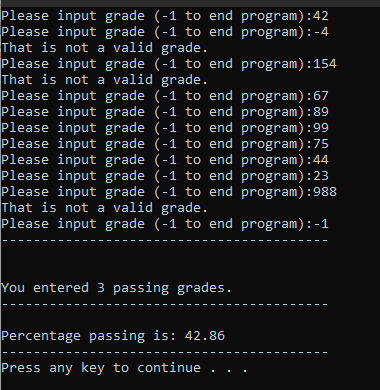 Please input grade (-1 to end program):42
Please input grade (-1 to end program):-4
That is not a valid grade.
Please input grade (-1 to end program):154
That is not a valid grade.
Please input grade (-1 to end program):67
Please input grade (-1 to end program):89
Please input grade (-1 to end program):99
Please input grade (-1 to end program):75
Please input grade (-1 to end program):44
Please input grade (-1 to end program):23
Please input grade (-1 to end program):988
That is not a valid grade.
Please input grade (-1 to end program):-1
-----------------------------------------
You entered 3 passing grades.
-----------------------------------------
Percentage passing is: 42.86
-----------------------------------------
Press any key to continue . . .